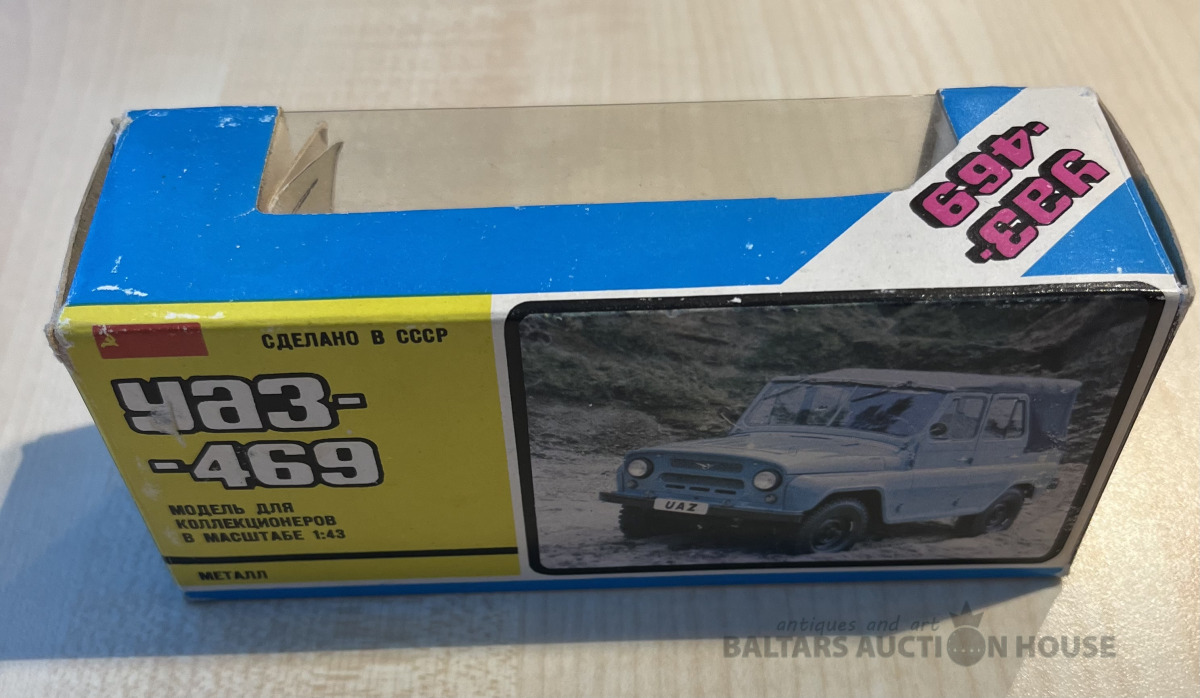 УАЗ-
-469
СДЕЛАНО В СССР
УАЗ-
-469
МОДЕЛЬ ДЛЯ
КОЛЛЕКЦИОНЕРОВ
В МАСШТАБЕ 1:43
МЕТАЛЛ
UAZ
antiques and art
BALTARS AUCTION HOUSE